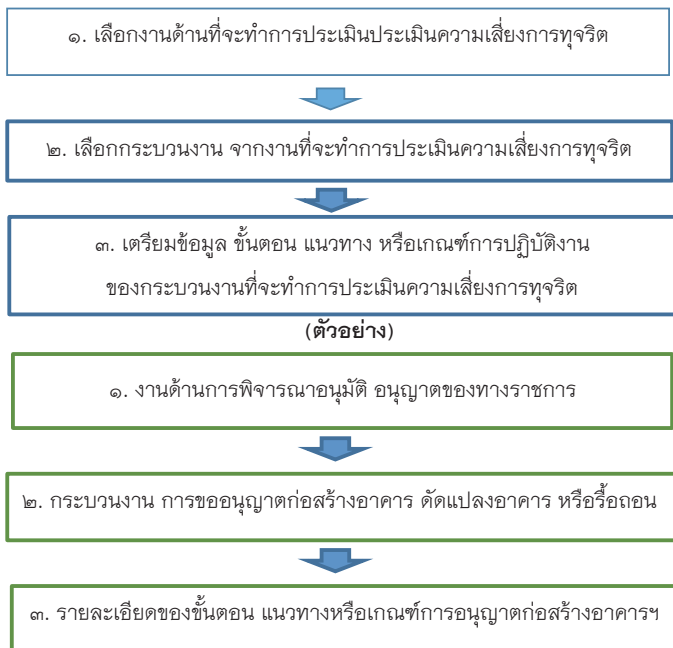 ๑. เลือกงานด้านที่จะทำการประเมินประเมินความเสี่ยงการทุจริต
๒. เลือกกระบวนงาน จากงานที่จะทำการประเมินความเสี่ยงการทุจริต
๓. เตรียมข้อมูล ขั้นตอน แนวทาง หรือเกณฑ์การปฏิบัติงาน
ของกระบวนงานที่จะทำการประเมินความเสี่ยงการทุจริต
(ตัวอย่าง)
๑. งานด้านการพิจารณาอนุมัติ อนุญาตของทางราชการ
๒. กระบวนงาน การขออนุญาตก่อสร้างอาคาร ดัดแปลงอาคาร หรือรื้อถอน
๓. รายละเอียดของขั้นตอน แนวทางหรือเกณฑ์การอนุญาตก่อสร้างอาคารฯ